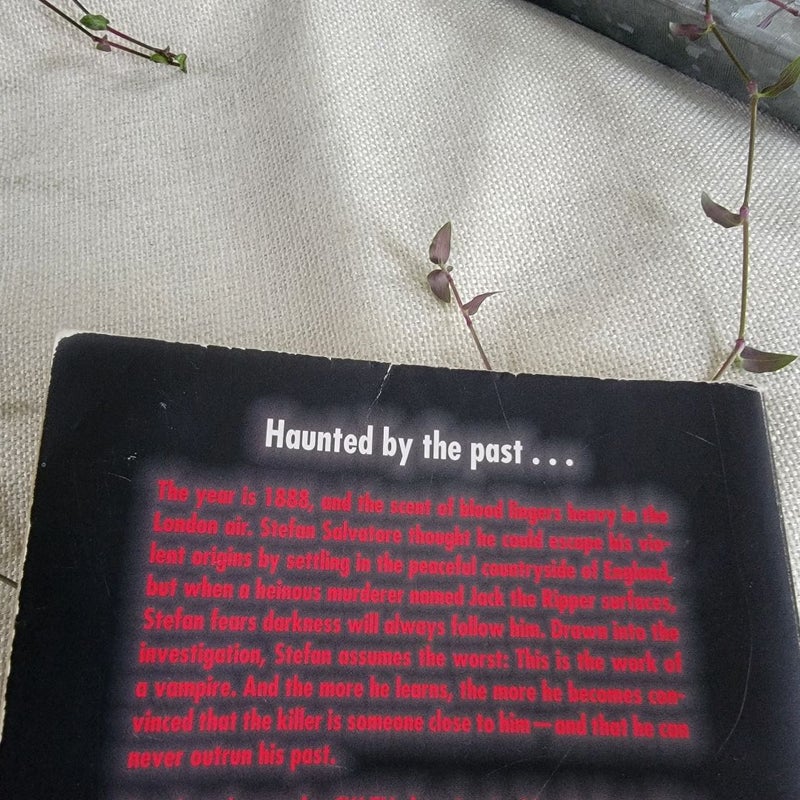 Haunted by the past . . .
The year is 1888, and the scent of blood lingers heavy in the
London air. Stefan Salvatore thought he could escape his vio-
lent origins by settling in the peaceful countryside of England,
but when a heinous murderer named Jack the Ripper surfaces,
Stefan fears darkness will always follow him. Drawn into the
investigation, Stefan assumes the worst: This is the work of
a vampire. And the more he learns, the more he becomes con-
vinced that the killer is someone close to him—and that he can
never outrun his past.